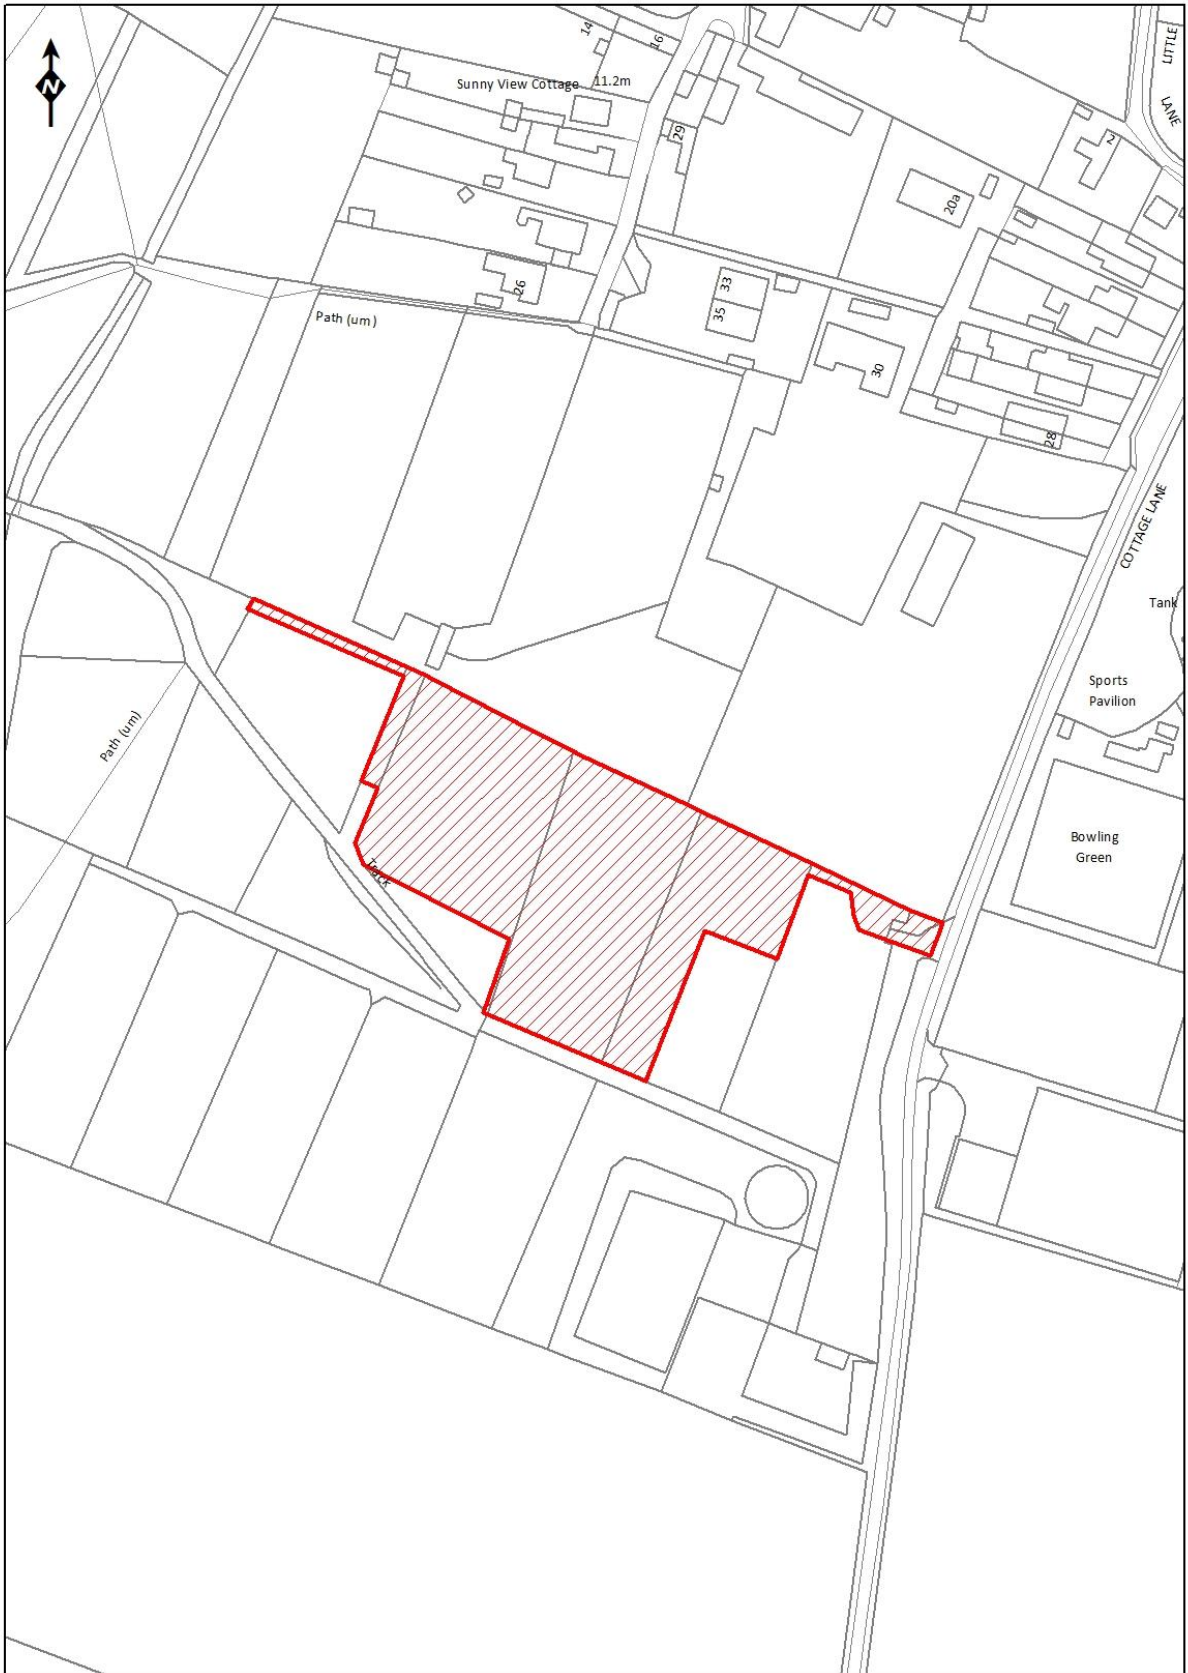 LITTLE
LANE
14
16
N
Sunny View Cottage
11.2m
29
2
20a
26
33
35
Path (um)
30
28
COTTAGE LANE
Tank
Sports
Pavilion
Path (um)
Bowling
Green
Track